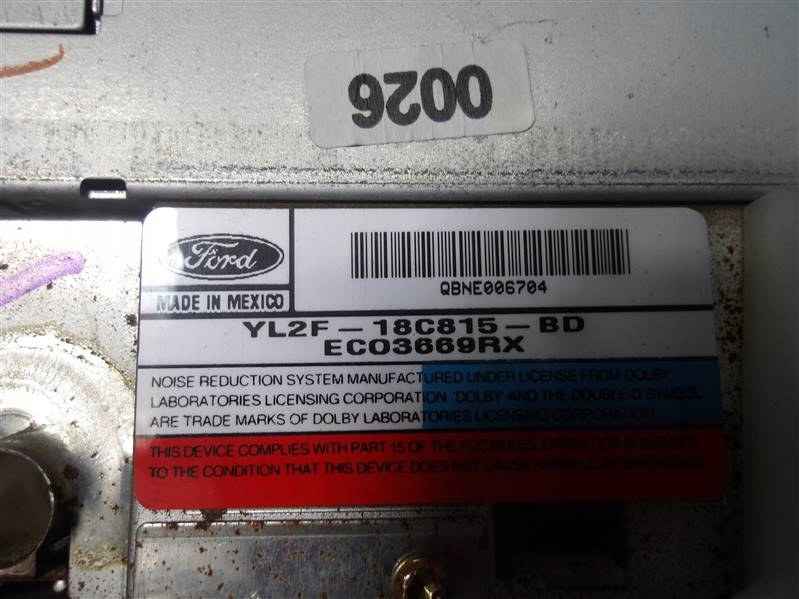 0026
Ford
MADE IN MEXICO
QBNE006704
YL2F-18C815-BD
ECO3669RX
NOISE REDUCTION SYSTEM MANUFACTURED UNDER LICENSE FROM DOLBY
LABORATORIES LICENSING CORPORATION 'DOLBY AND THE DOUBLE-D SYMBOL
ARE TRADE MARKS OF DOLBY LABORATORIES LICENSING CORPORATION
THIS DEVICE COMPLIES WITH PART 15 OF THE FCC RULES. OPERATION IS SUBJECT
TO THE CONDITION THAT THIS DEVICE DOES NOT CAUSE HARMFUL INTERFERENCE.